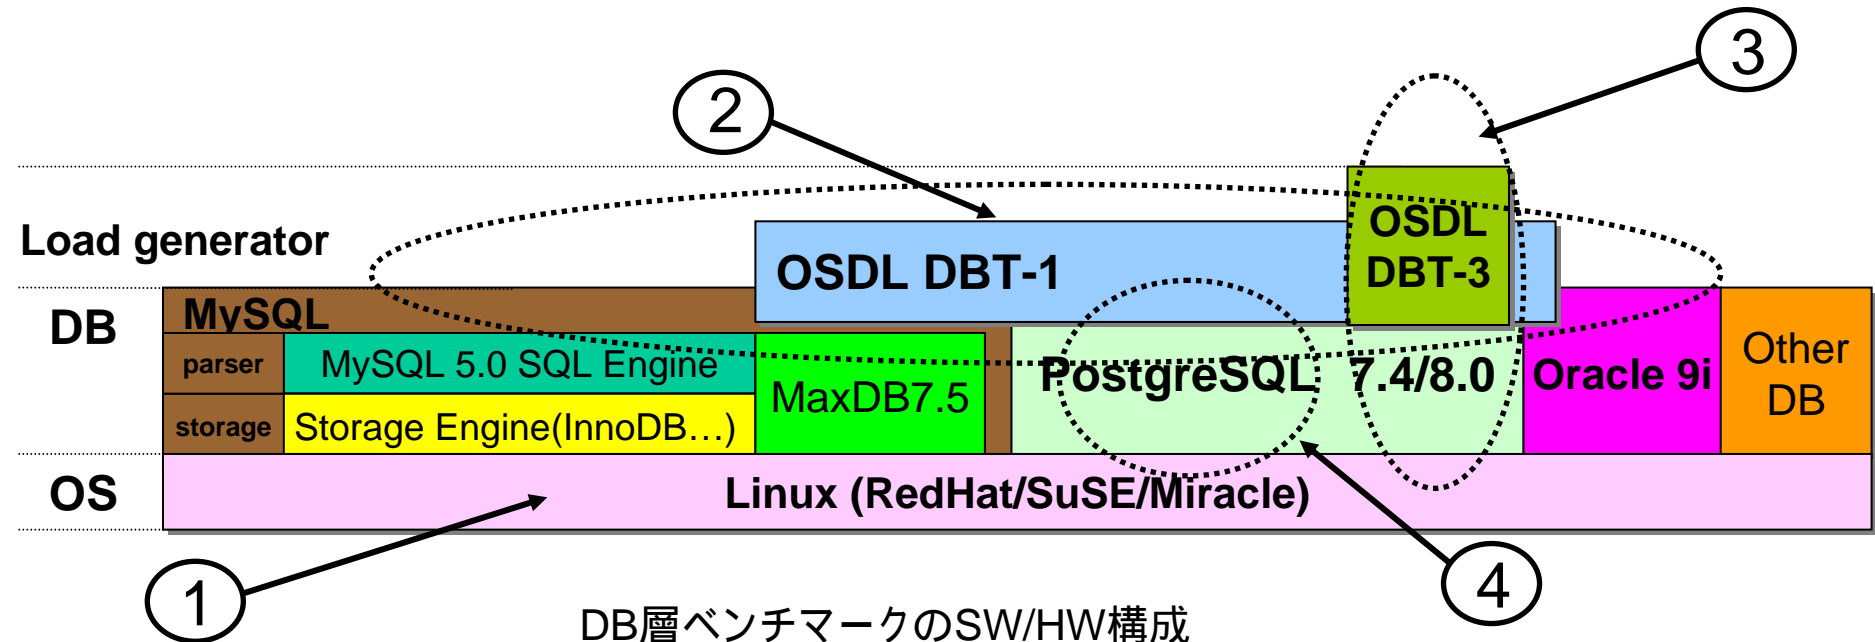 3
2
Load generator
OSDL DBT-1
OSDL
DBT-3
DB
MySQL
parser
MySQL 5.0 SQL Engine
storage
Storage Engine(InnoDB…)
MaxDB7.5
PostgreSQL 7.4/8.0
Oracle 9i
Other
DB
OS
Linux (RedHat/SuSE/Miracle)
1
4
DB層ベンチマークのSW/HW構成